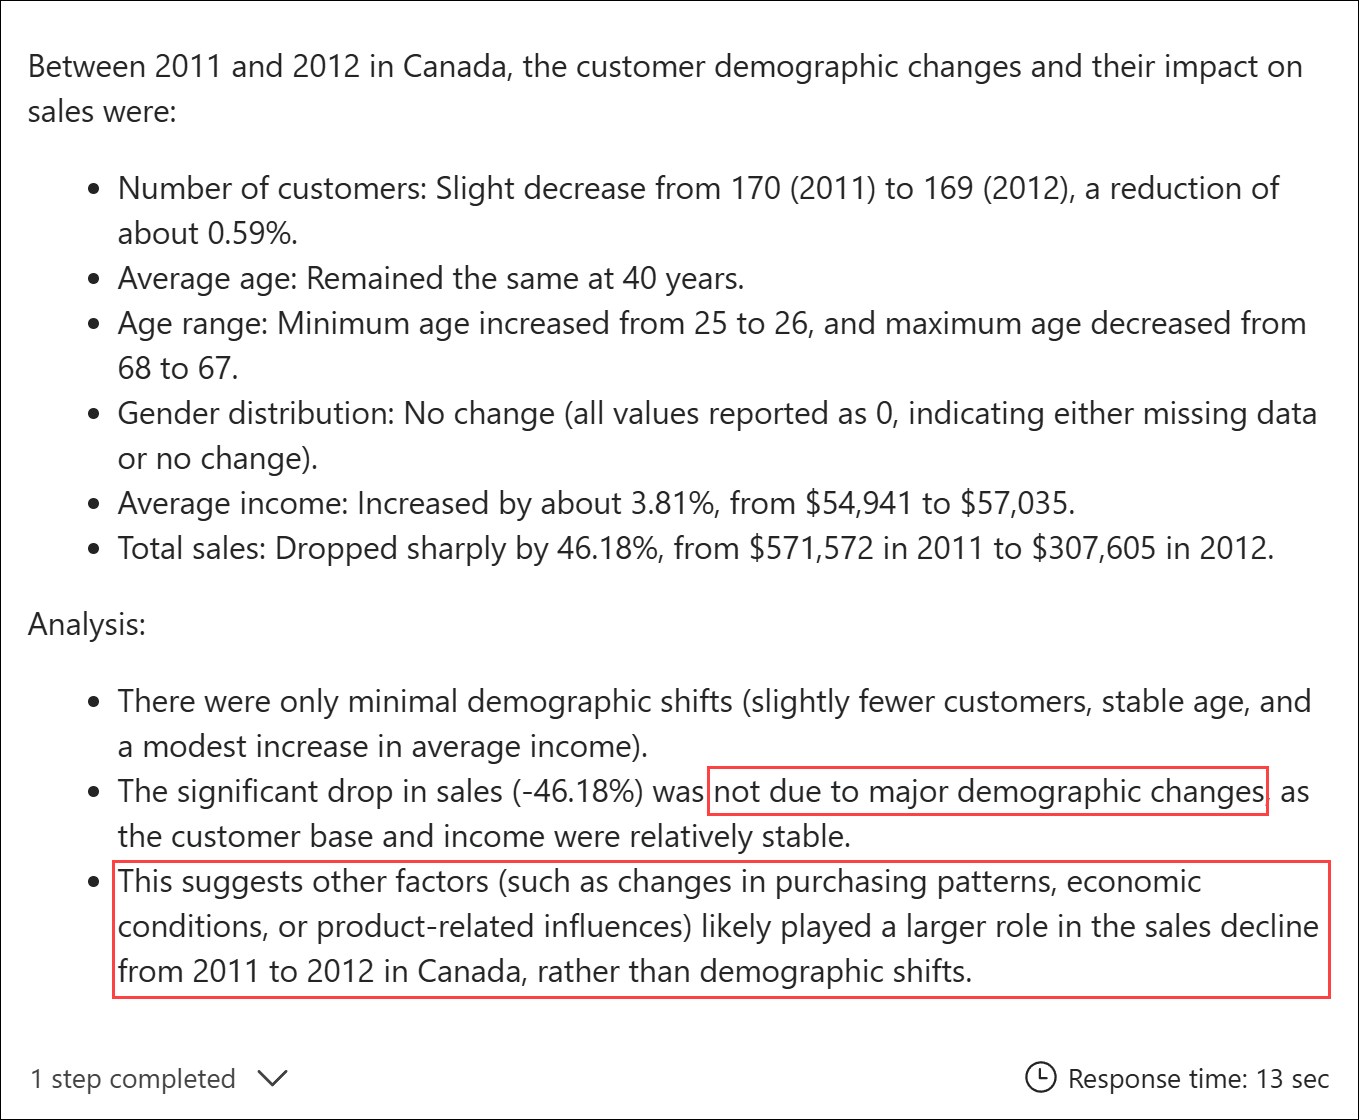 Between 2011 and 2012 in Canada, the customer demographic changes and their impact on
sales were:
• Number of customers: Slight decrease from 170 (2011) to 169 (2012), a reduction of
about 0.59%.
• Average age: Remained the same at 40 years.
• Age range: Minimum age increased from 25 to 26, and maximum age decreased from
68 to 67.
• Gender distribution: No change (all values reported as 0, indicating either missing data
or no change).
• Average income: Increased by about 3.81%, from $54,941 to $57,035.
• Total sales: Dropped sharply by 46.18%, from $571,572 in 2011 to $307,605 in 2012.
Analysis:
• There were only minimal demographic shifts (slightly fewer customers, stable age, and
a modest increase in average income).
• The significant drop in sales (-46.18%) was not due to major demographic changes, as
the customer base and income were relatively stable.
• This suggests other factors (such as changes in purchasing patterns, economic
conditions, or product-related influences) likely played a larger role in the sales decline
from 2011 to 2012 in Canada, rather than demographic shifts.
1 step completed
Response time: 13 sec